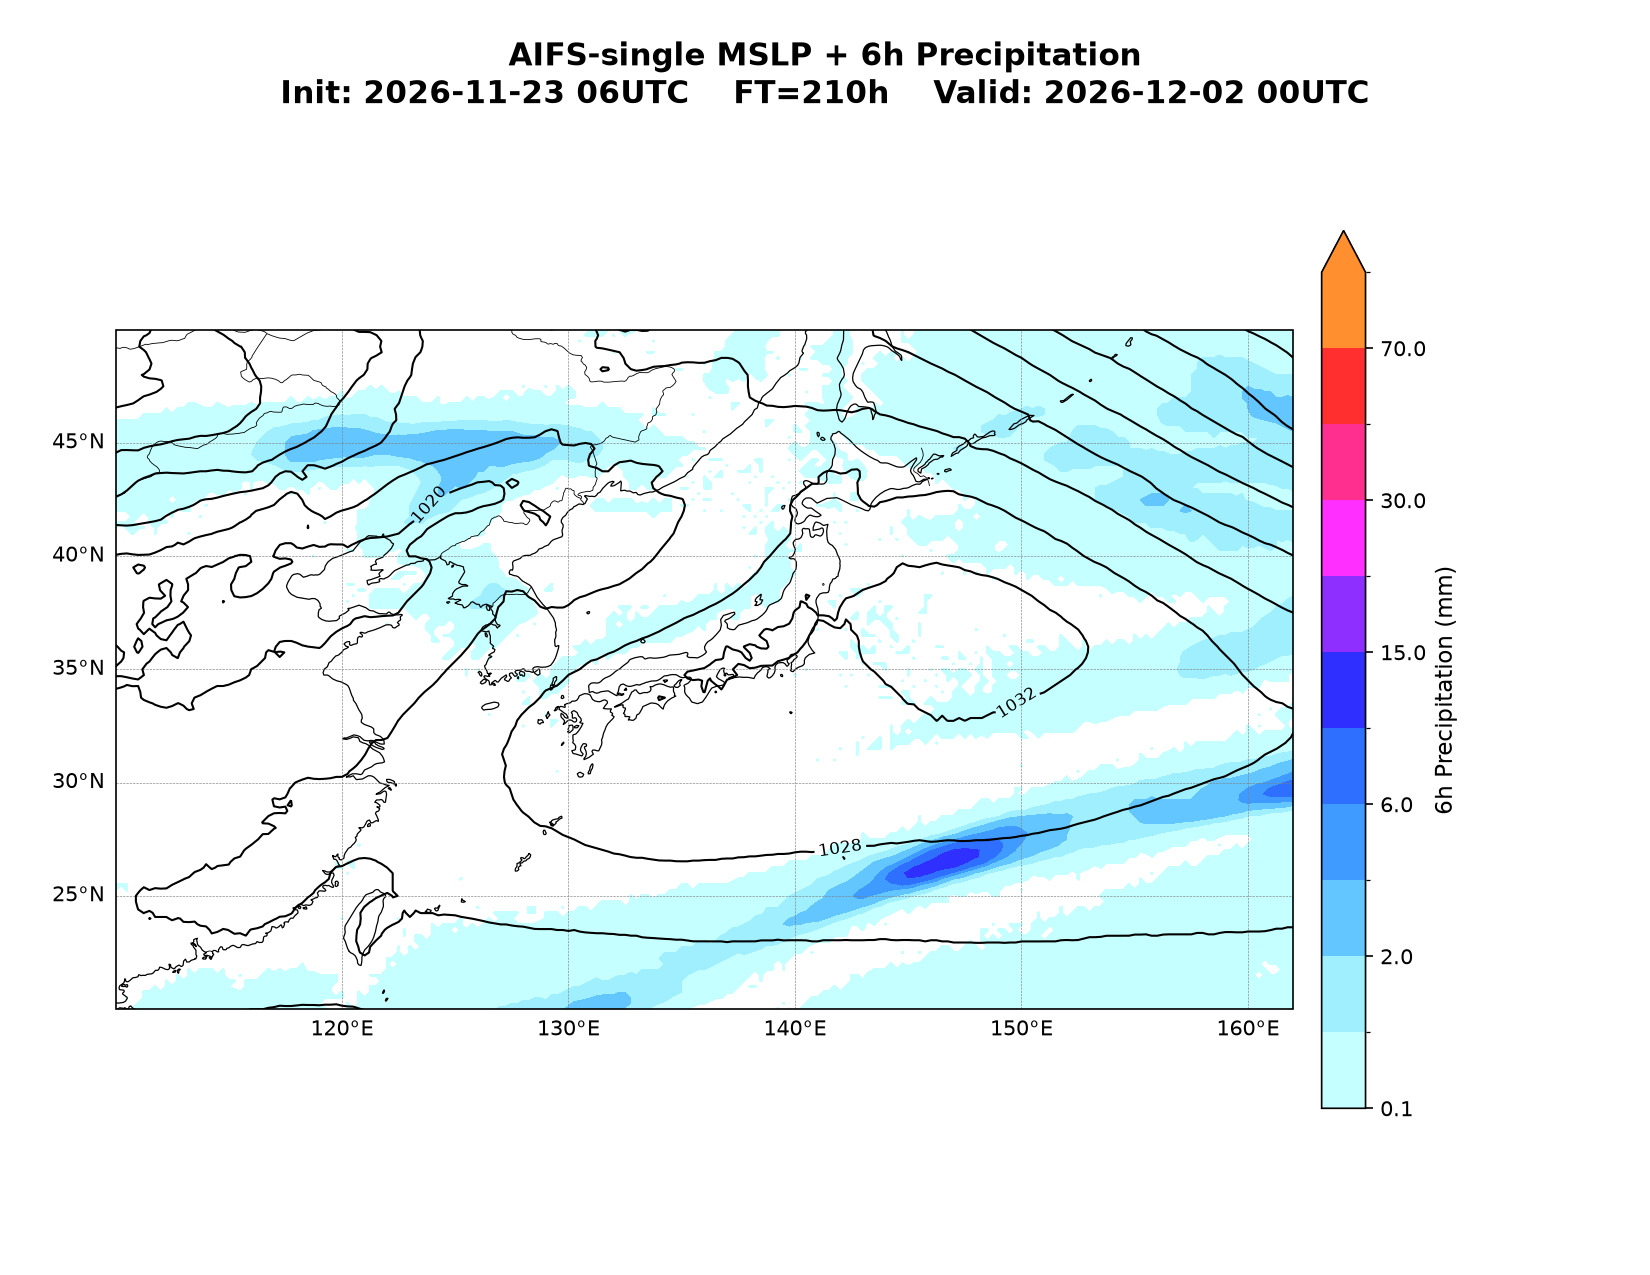 AIFS-single MSLP + 6h Precipitation
Init: 2026-11-23 06UTC    FT=210h    Valid: 2026-12-02 00UTC
70.0
45°N
1020
30.0
40°N
6h Precipitation (mm)
35°N
15.0
1032
30°N
6.0
1028
25°N
2.0
120°E
130°E
140°E
150°E
160°E
0.1